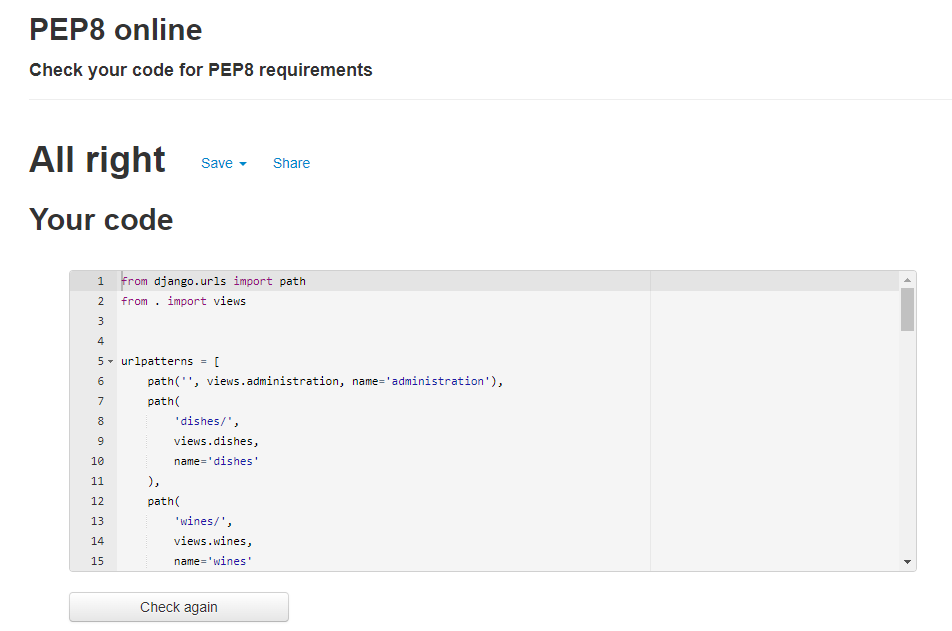 PEP8 online
Check your code for PEP8 requirements
All right Save Share
Your code
1 from django.urls import path
2 from . import views
3
4
5 urlpatterns = [
6     path('', views.administration, name='administration'),
7     path(
8         'dishes/',
9         views.dishes,
10         name='dishes'
11     ),
12     path(
13         'wines/',
14         views.wines,
15         name='wines'
Check again